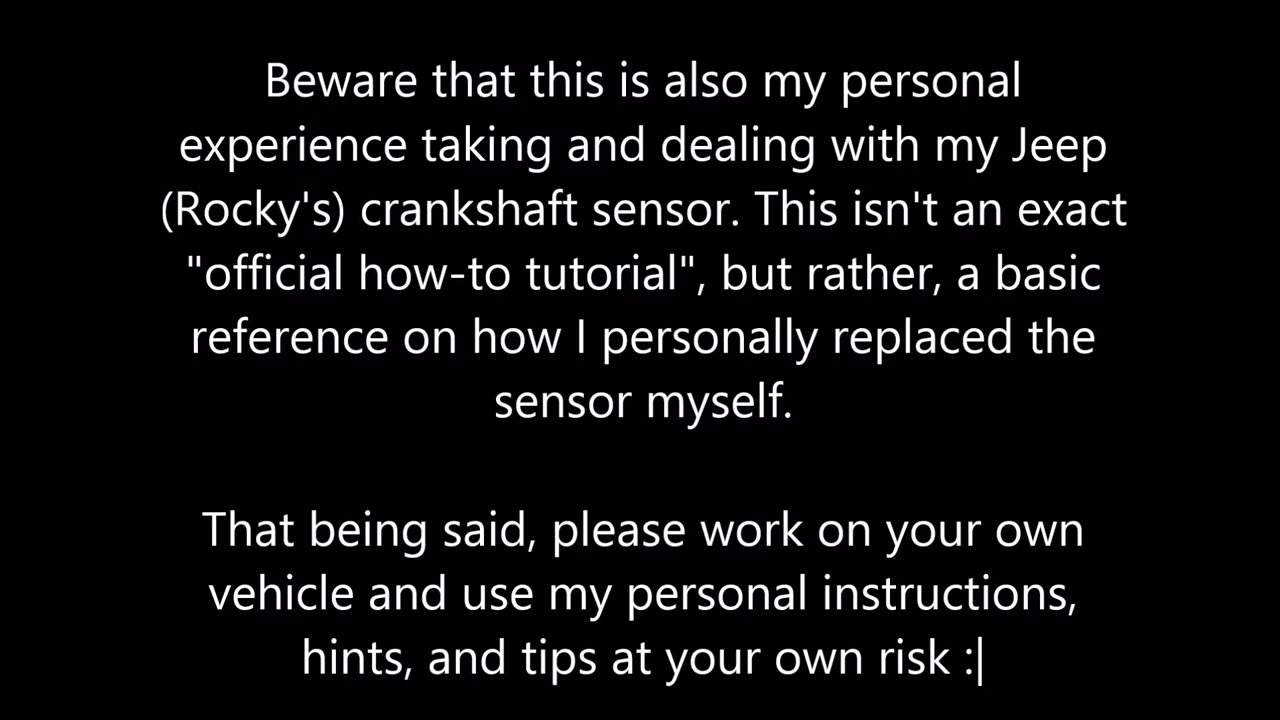 Beware that this is also my personal
experience taking and dealing with my Jeep
(Rocky's) crankshaft sensor. This isn't an exact
"official how-to tutorial", but rather, a basic
reference on how I personally replaced the
sensor myself.
That being said, please work on your own
vehicle and use my personal instructions,
hints, and tips at your own risk :|